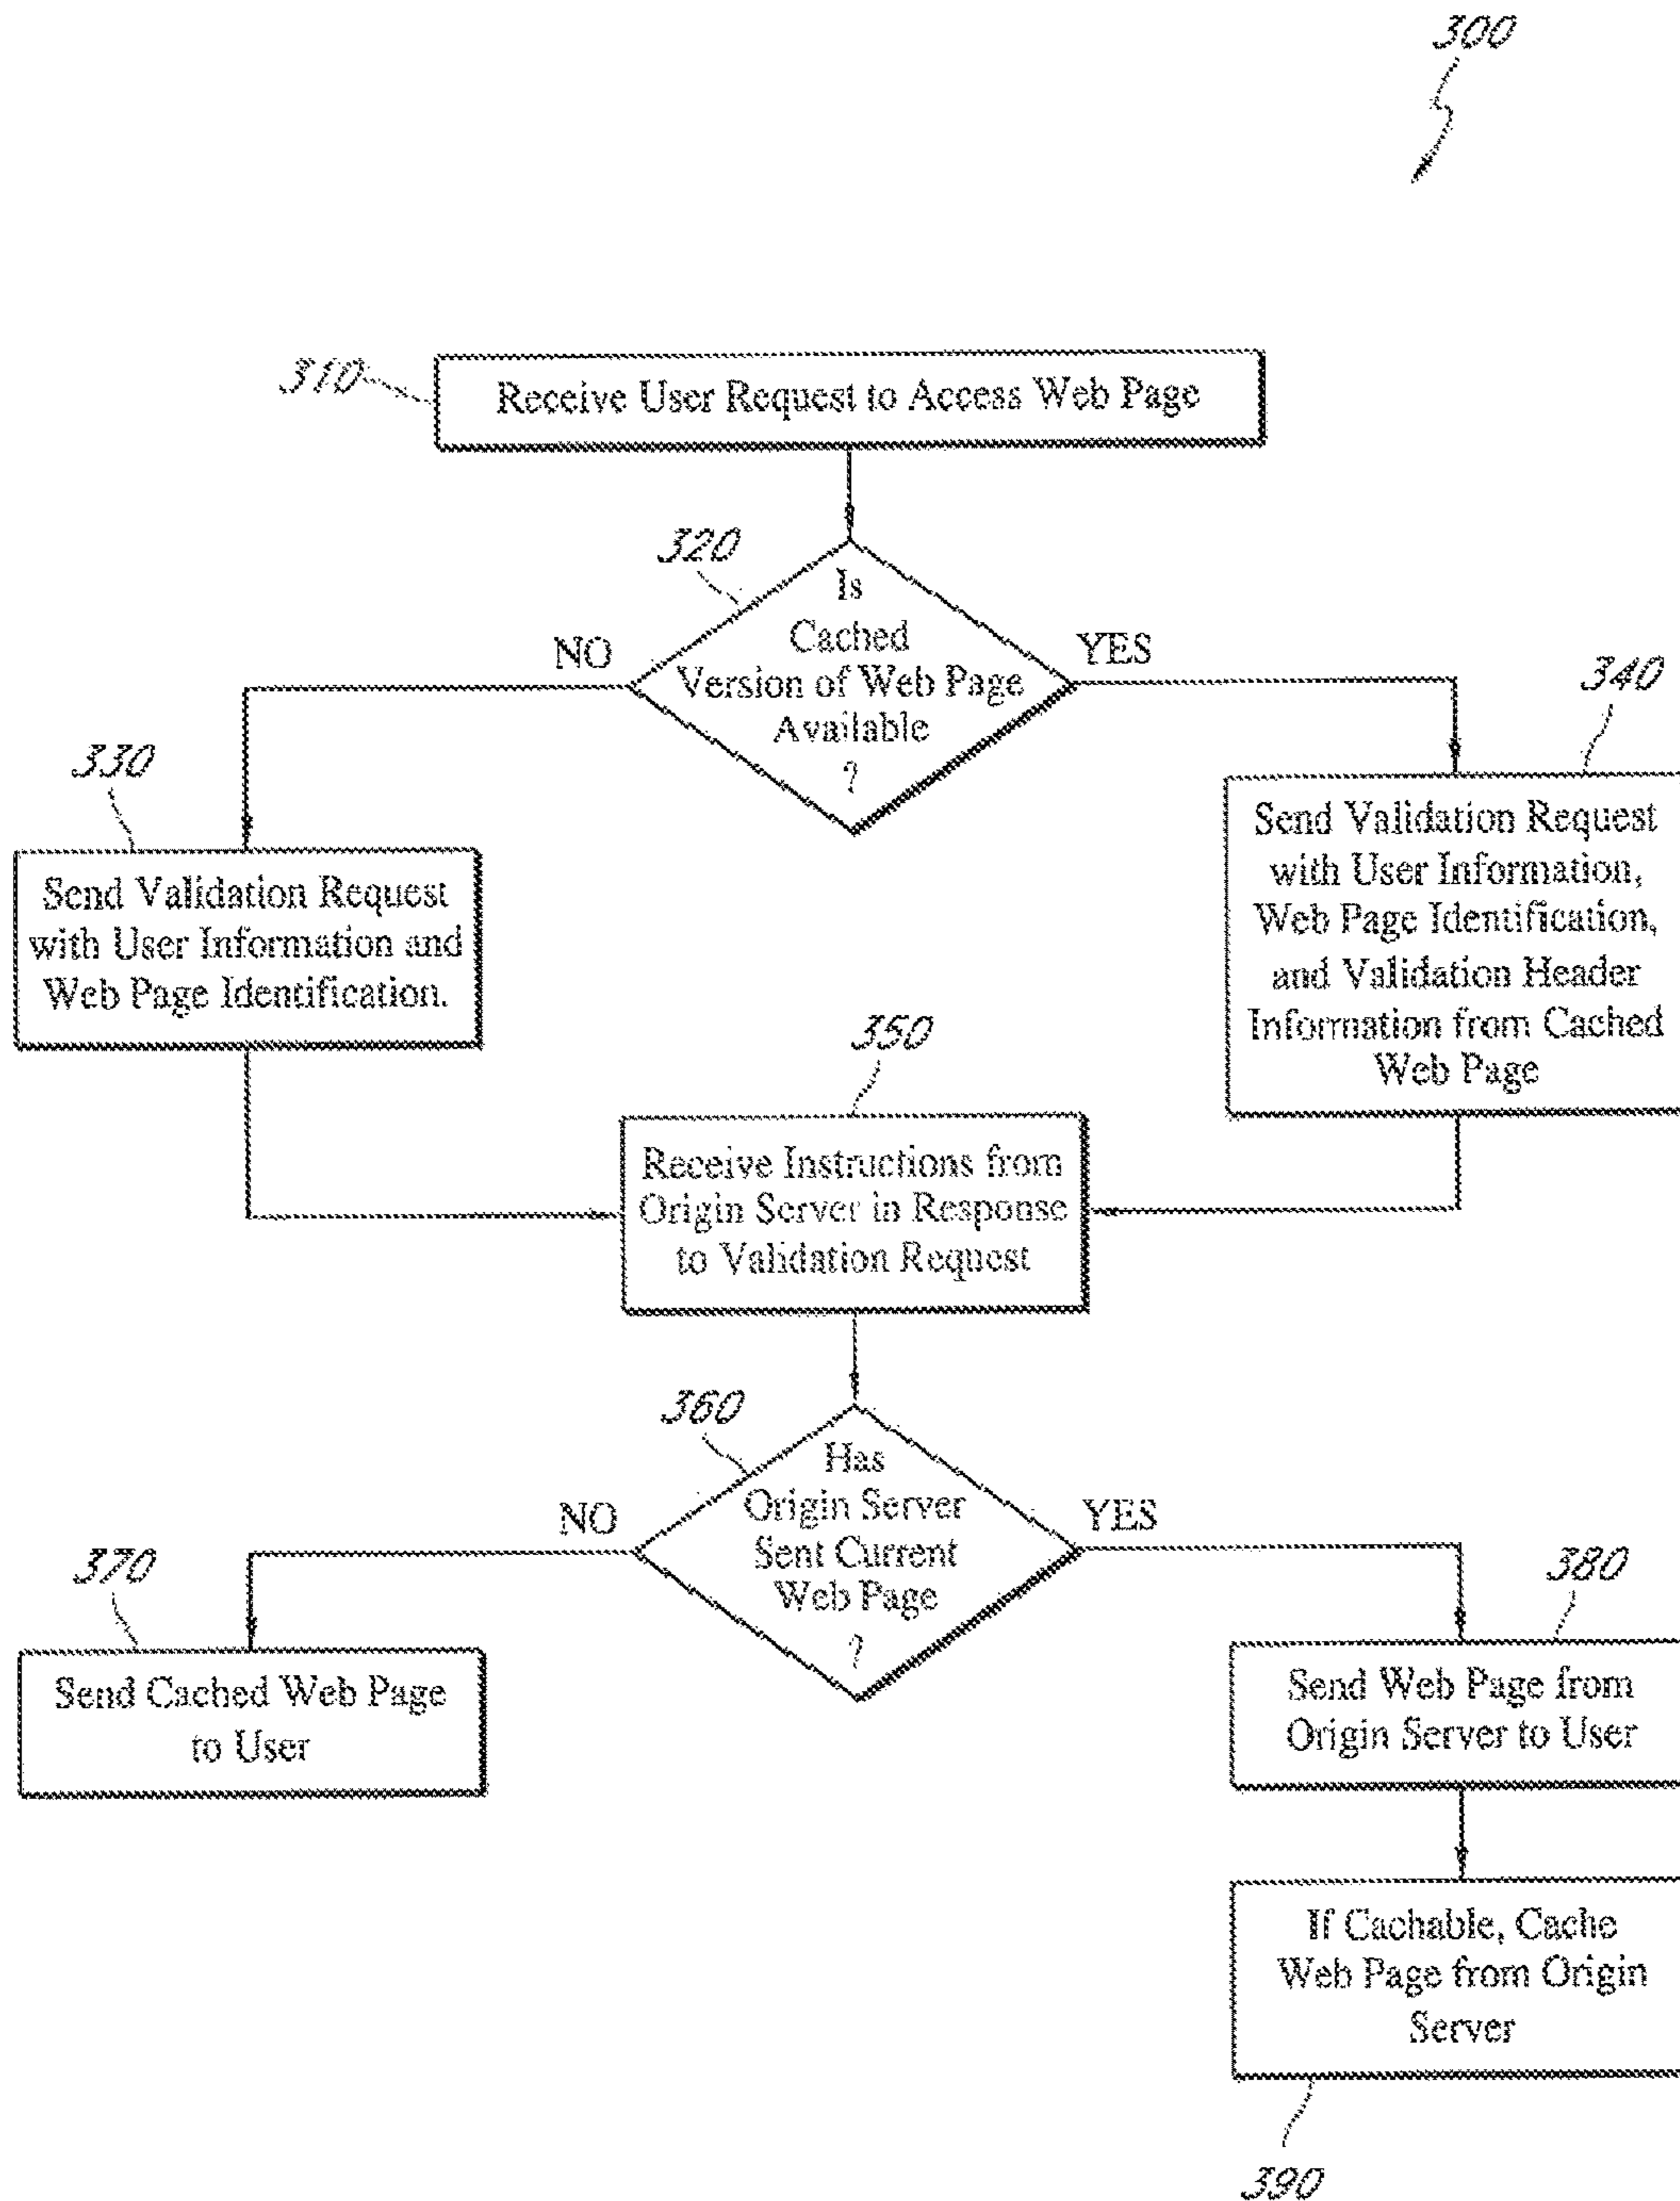 300
310
Receive User Request to Access Web Page
320
Is
Cached
Version of Web Page
Available
?
NO
YES
330
Send Validation Request
with User Information and
Web Page Identification.
340
Send Validation Request
with User Information,
Web Page Identification,
and Validation Header
Information from Cached
Web Page
350
Receive Instructions from
Origin Server in Response
to Validation Request
360
Has
Origin Server
Sent Current
Web Page
?
NO
YES
370
Send Cached Web Page
to User
380
Send Web Page from
Origin Server to User
If Cachable, Cache
Web Page from Origin
Server
390